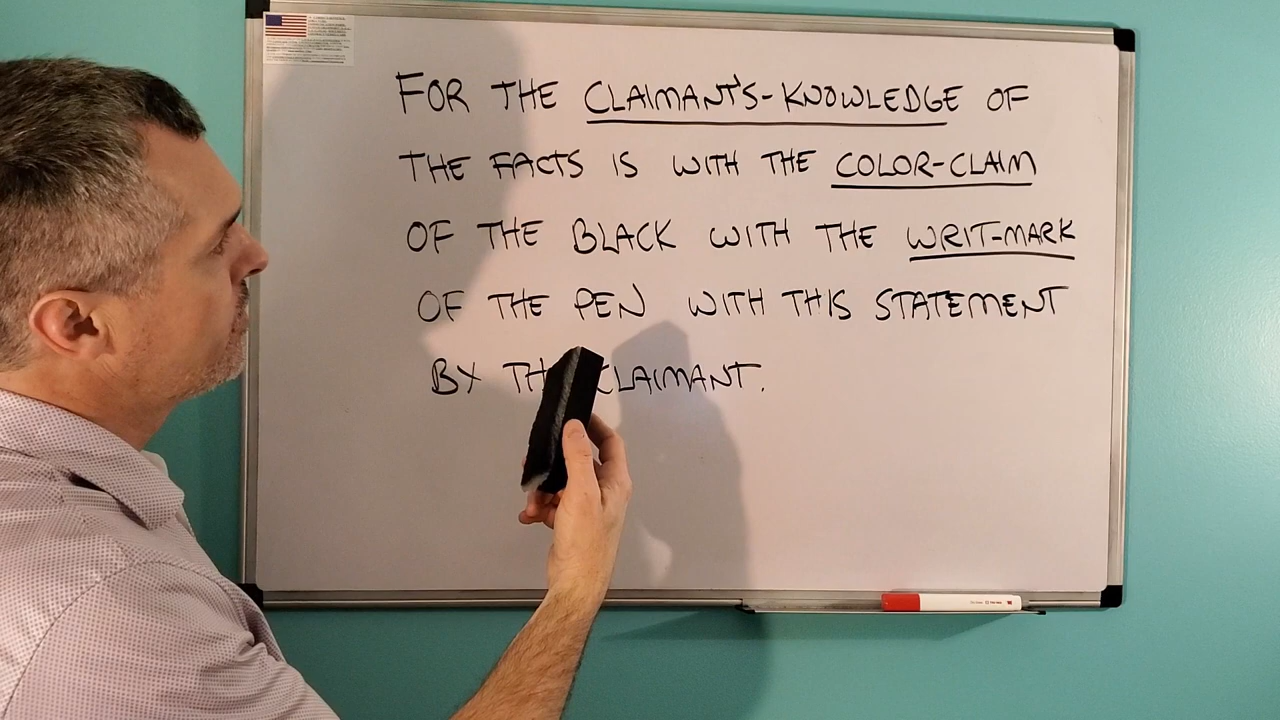 FOR THE CLAIMANT'S-KNOWLEDGE OF
THE FACTS IS WITH THE COLOR-CLAIM
OF THE BLACK WITH THE WRIT-MARK
OF THE PEN WITH THIS STATEMENT
BY CLAIMANT.